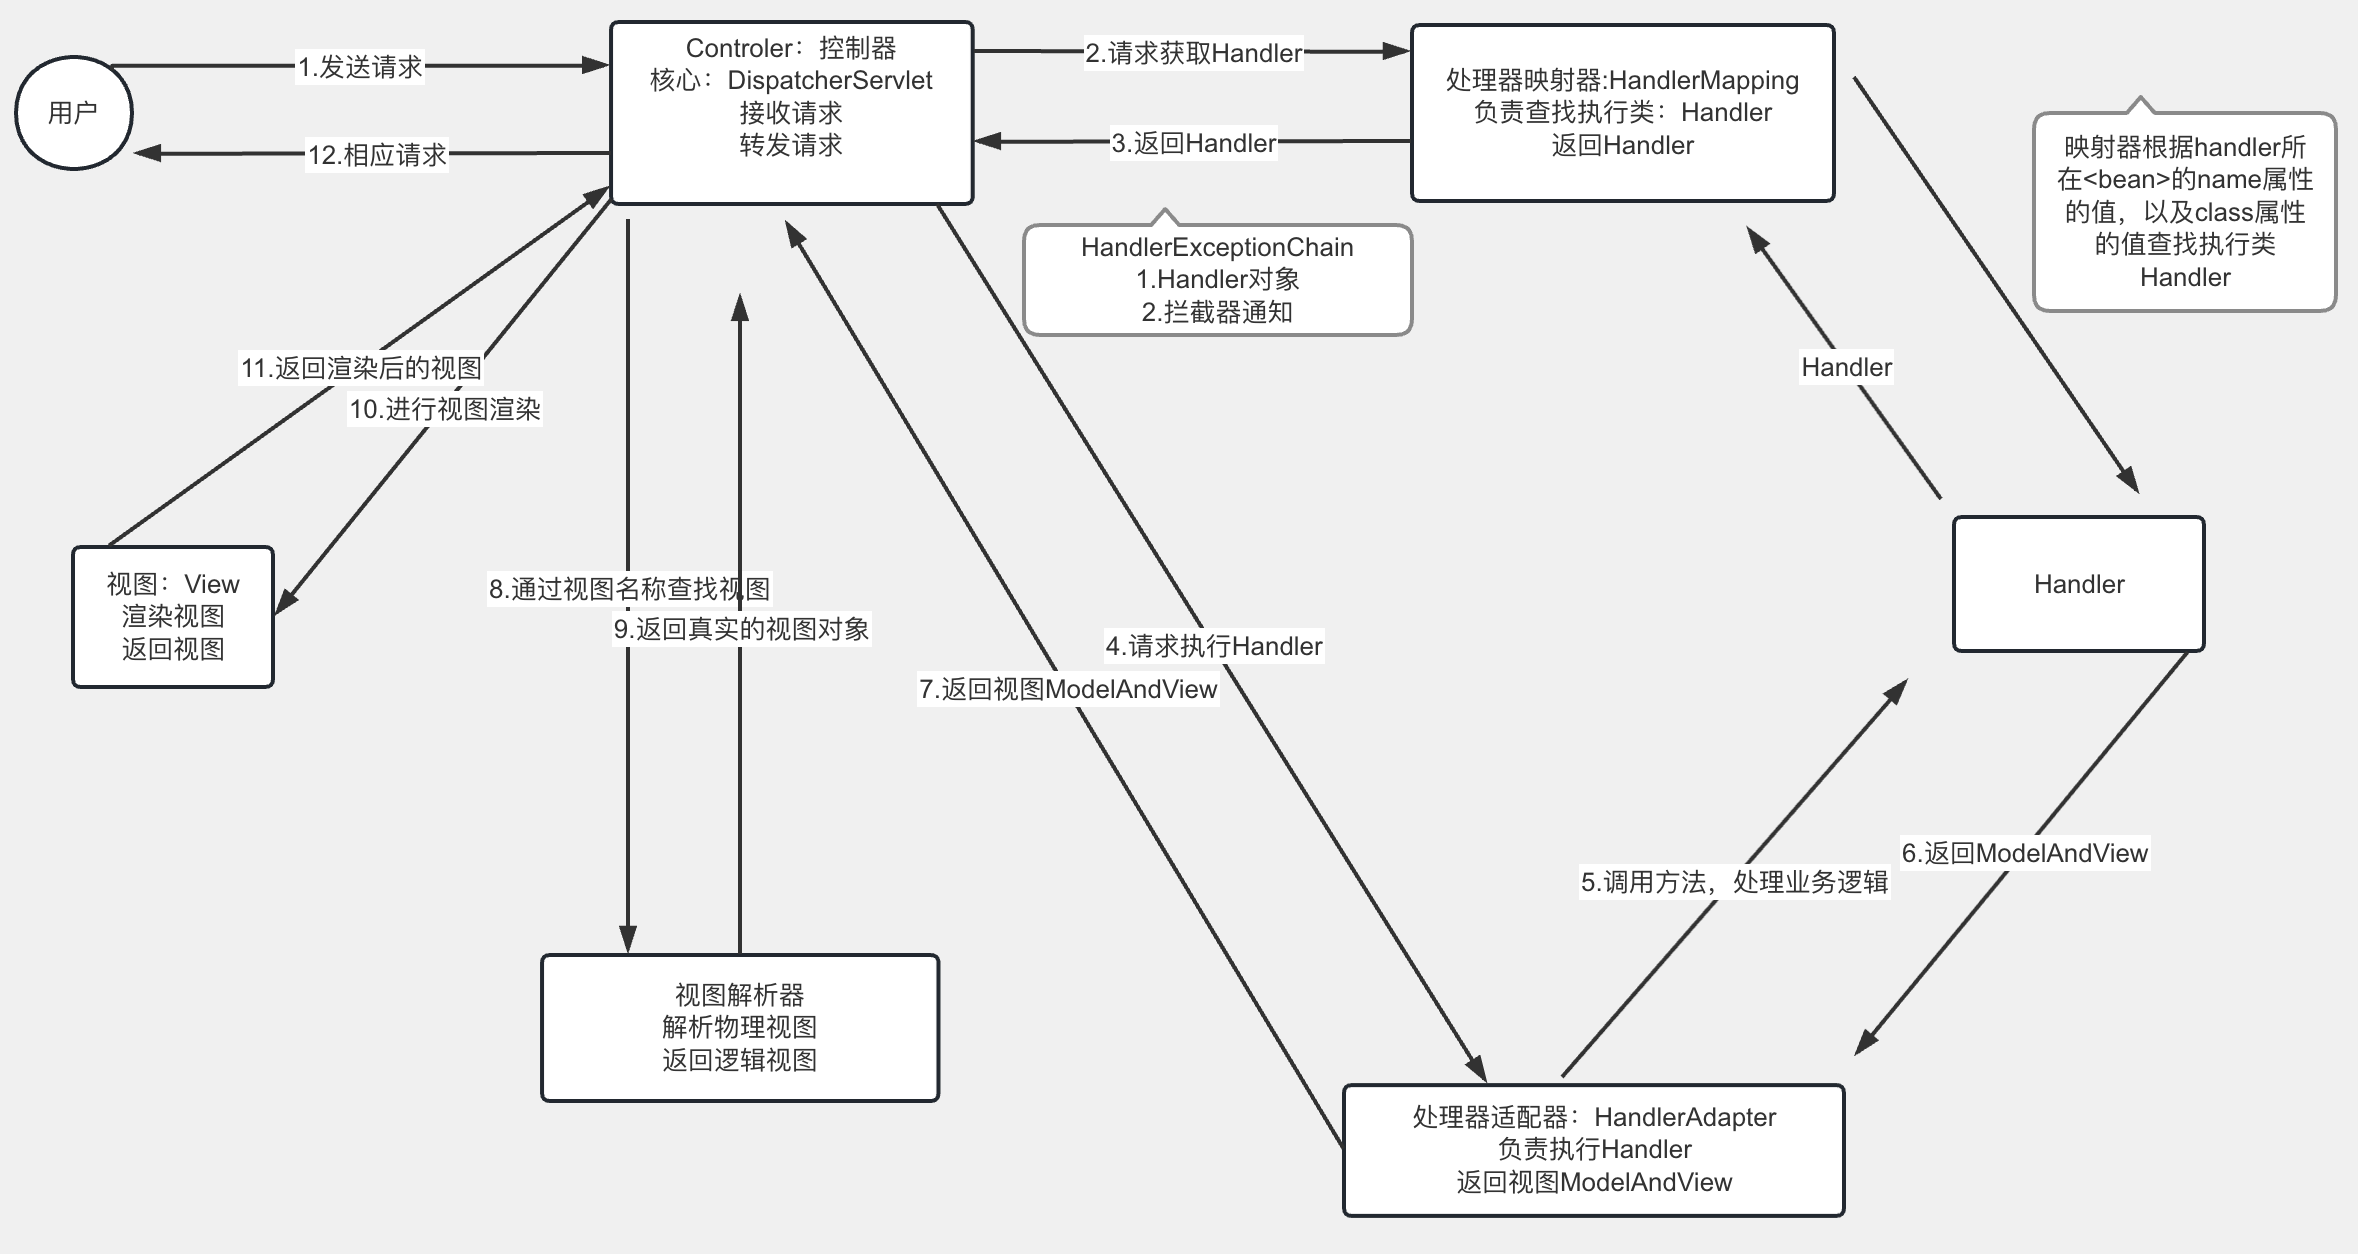 用户
1.发送请求
12.相应请求
Controler：控制器
核心：DispatcherServlet
接收请求
转发请求
2.请求获取Handler
3.返回Handler
处理器映射器:HandlerMapping
负责查找执行类：Handler
返回Handler
映射器根据handler所
在<bean>的name属性
的值，以及class属性
的值查找执行类
Handler
HandlerExceptionChain
1.Handler对象
2.拦截器通知
Handler
11.返回渲染后的视图
10.进行视图渲染
视图：View
渲染视图
返回视图
8.通过视图名称查找视图
9.返回真实的视图对象
4.请求执行Handler
7.返回视图ModelAndView
Handler
5.调用方法，处理业务逻辑
6.返回ModelAndView
视图解析器
解析物理视图
返回逻辑视图
处理器适配器：HandlerAdapter
负责执行Handler
返回视图ModelAndView